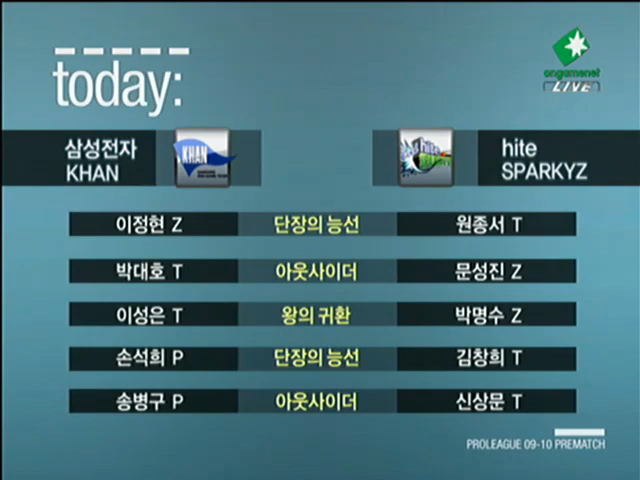 today:
ongamenet
LIVE
삼성전자
KHAN
KHAN
hite
hite
SPARKYZ
이정현 Z 단장의 능선 원종서 T
박대호 T 아웃사이더 문성진 Z
이성은 T 왕의 귀환 박명수 Z
손석희 P 단장의 능선 김창희 T
송병구 P 아웃사이더 신상문 T
PROLEAGUE 09-10 PREMATCH